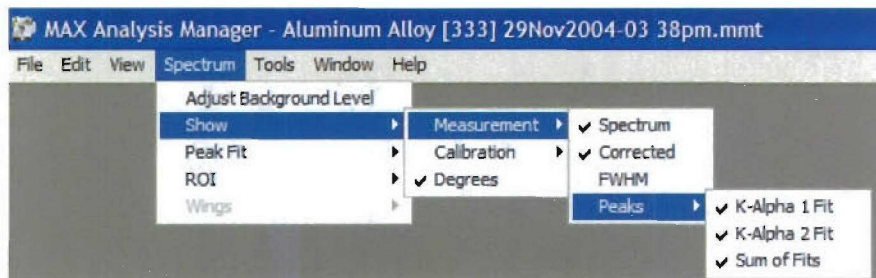 MAX Analysis Manager - Aluminum Alloy [333] 29Nov2004-03 38pm.mmt
File Edit View Spectrum Tools Window Help
Adjust Background Level
Show
Peak Fit
ROI
Wings
Measurement
Calibration
Degrees
Spectrum
Corrected
FWHM
Peaks
K-Alpha 1 Fit
K-Alpha 2 Fit
Sum of Fits